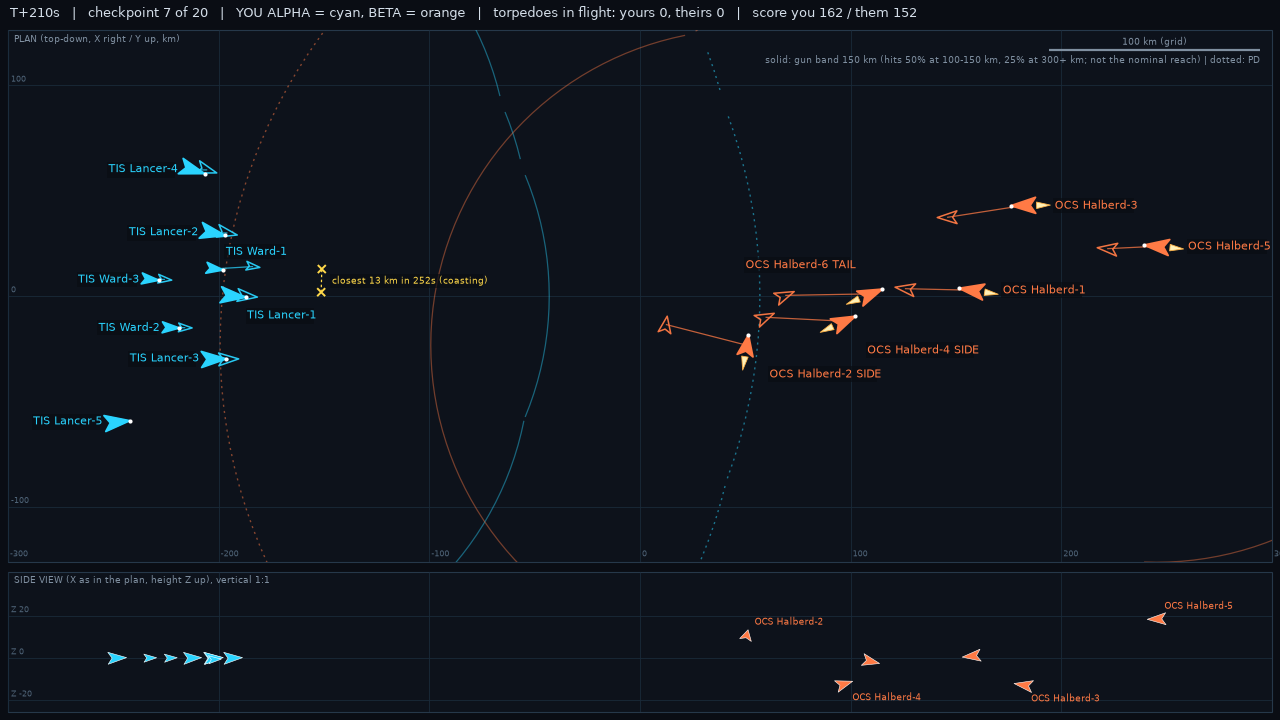 T+210s | checkpoint 7 of 20 | YOU ALPHA = cyan, BETA = orange | torpedoes in flight: yours 0, theirs 0 | score you 162 / them 152
PLAN (top-down, X right / Y up, km)
100 km (grid)
solid: gun band 150 km (hits 50% at 100-150 km, 25% at 300+ km; not the nominal reach) | dotted: PD
100
TIS Lancer-4
OCS Halberd-3
TIS Lancer-2
TIS Ward-1
OCS Halberd-5
OCS Halberd-6 TAIL
TIS Ward-3
closest 13 km in 252s (coasting)
0
OCS Halberd-1
TIS Lancer-1
TIS Ward-2
OCS Halberd-4 SIDE
TIS Lancer-3
OCS Halberd-2 SIDE
TIS Lancer-5
-100
-300
-200
-100
0
100
200
SIDE VIEW (X as in the plan, height Z up), vertical 1:1
Z 20
OCS Halberd-5
OCS Halberd-2
Z 0
Z -20
OCS Halberd-4
OCS Halberd-3